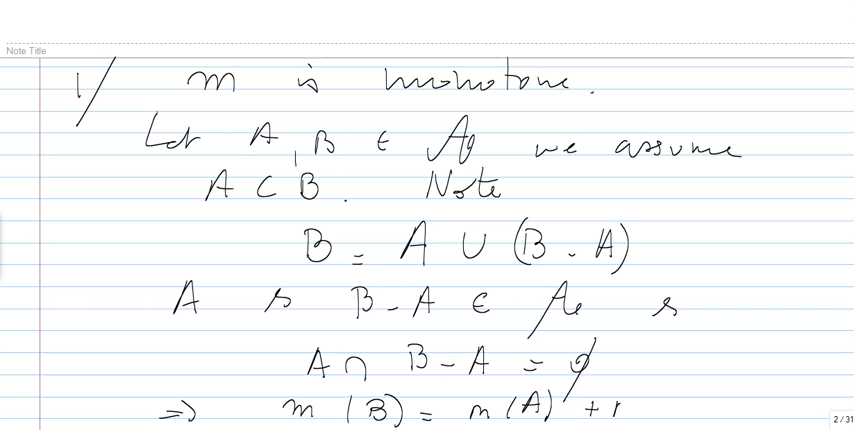 Note Title
1/ m is monotone.
Let A, B ∈ 𝒜 we assume
A ⊂ B. Note
B = A ∪ (B - A)
A & B - A ∈ 𝒜 &
A ∩ B - A = ∅
⇒ m (B) = m (A) +
2 / 31